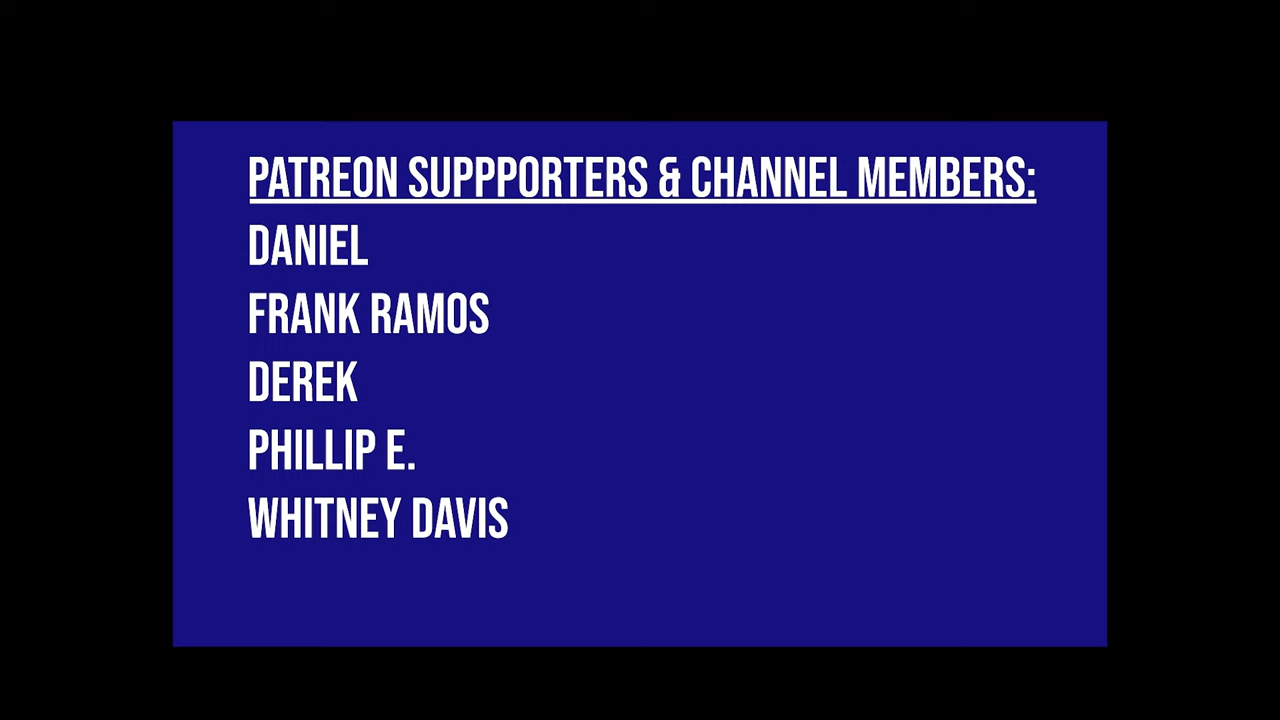 PATREON SUPPPORTERS & CHANNEL MEMBERS:
DANIEL
FRANK RAMOS
DEREK
PHILLIP E.
WHITNEY DAVIS